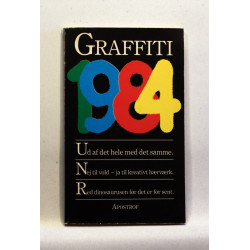 GRAFFITI
1984
Ud af det hele med det samme.
Nej til vold – ja til kreativt hærværk.
Red dinosaurusen før det er for sent.
APOSTROF